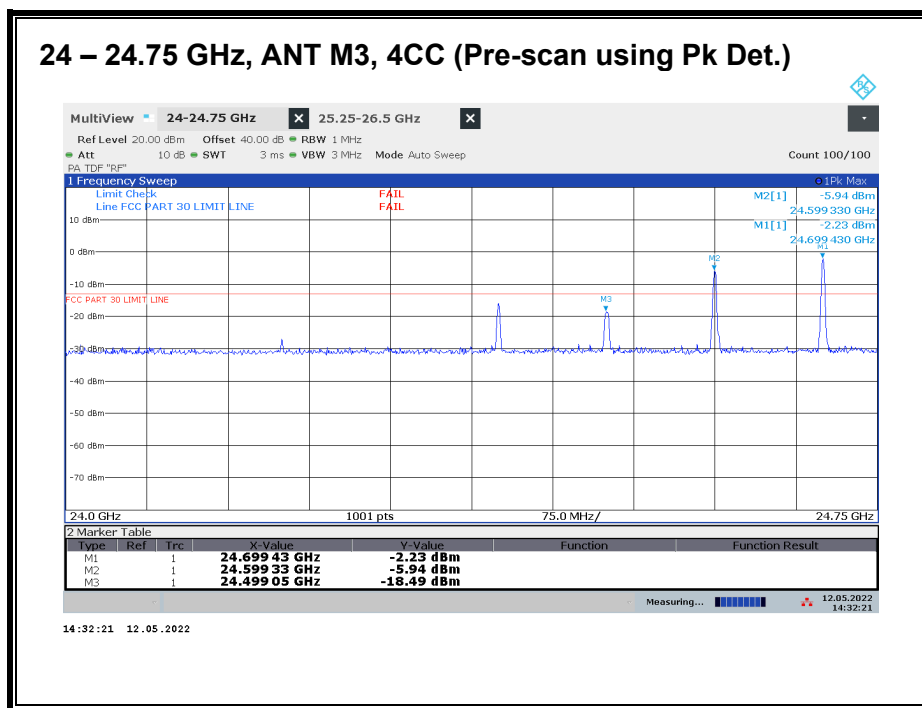 24 – 24.75 GHz, ANT M3, 4CC (Pre-scan using Pk Det.)
R&S
MultiView 24-24.75 GHz X 25.25-26.5 GHz X
Ref Level 20.00 dBm Offset 40.00 dB RBW 1 MHz
Att 10 dB SWT 3 ms VBW 3 MHz Mode Auto Sweep Count 100/100
PA TDF "RF"
1 Frequency Sweep 1Pk Max
Limit Check FAIL M2[1] -5.94 dBm
Line FCC PART 30 LIMIT LINE FAIL 24.599 330 GHz
10 dBm M1[1] -2.23 dBm
24.699 430 GHz
M1
0 dBm
M2
-10 dBm
FCC PART 30 LIMIT LINE
M3
-20 dBm
-30 dBm
-40 dBm
-50 dBm
-60 dBm
-70 dBm
24.0 GHz 1001 pts 75.0 MHz/ 24.75 GHz
2 Marker Table
Type Ref Trc X-Value Y-Value Function Function Result
M1 1 24.699 43 GHz -2.23 dBm
M2 1 24.599 33 GHz -5.94 dBm
M3 1 24.499 05 GHz -18.49 dBm
Measuring... 12.05.2022
14:32:21
14:32:21 12.05.2022